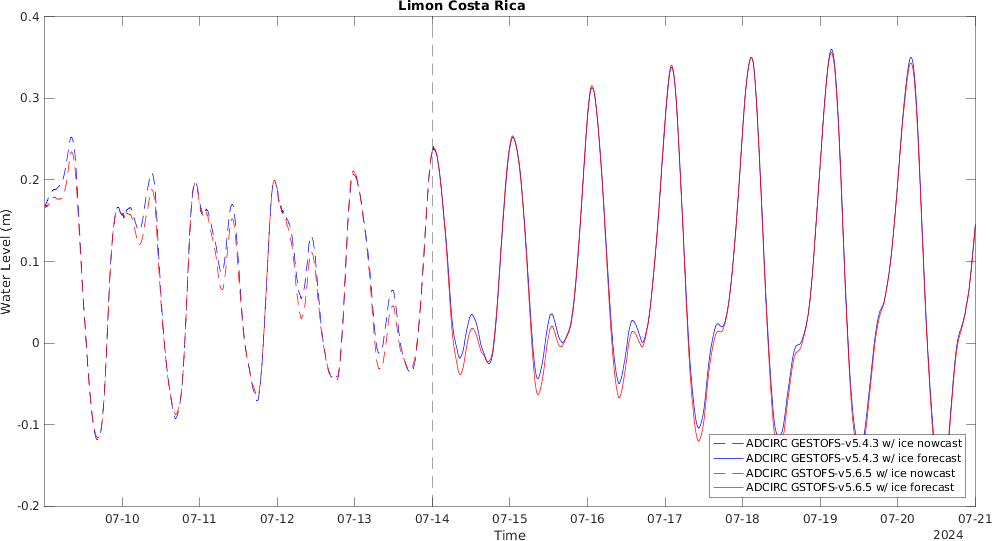 Limon Costa Rica
Water Level (m)
0.4
0.3
0.2
0.1
0
-0.1
-0.2
ADCIRC GESTOFS-v5.4.3 w/ ice nowcast
ADCIRC GESTOFS-v5.4.3 w/ ice forecast
ADCIRC GSTOFS-v5.6.5 w/ ice nowcast
ADCIRC GSTOFS-v5.6.5 w/ ice forecast
07-10 07-11 07-12 07-13 07-14 07-15 07-16 07-17 07-18 07-19 07-20 07-21
Time
2024